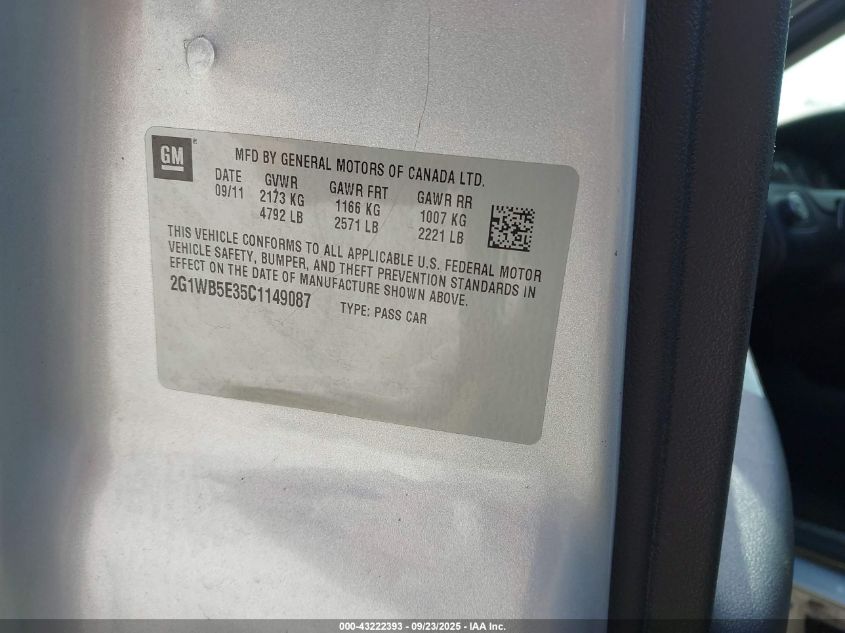 GM
MFD BY GENERAL MOTORS OF CANADA LTD.
DATE GVWR GAWR FRT GAWR RR
09/11 2173 KG 1166 KG 1007 KG
4792 LB 2571 LB 2221 LB
THIS VEHICLE CONFORMS TO ALL APPLICABLE U.S. FEDERAL MOTOR
VEHICLE SAFETY, BUMPER, AND THEFT PREVENTION STANDARDS IN
EFFECT ON THE DATE OF MANUFACTURE SHOWN ABOVE.
2G1WB5E35C1149087 TYPE: PASS CAR
000-43222393 - 09/23/2025 - IAA Inc.